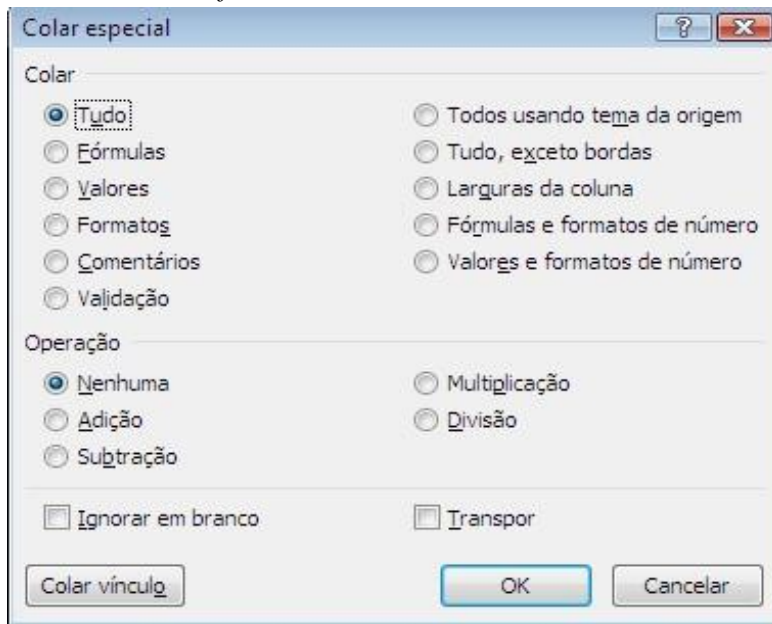 Colar especial
Colar
Tudo
Todos usando tema da origem
Fórmulas
Tudo, exceto bordas
Valores
Larguras da coluna
Formatos
Fórmulas e formatos de número
Comentários
Valores e formatos de número
Validação
Operação
Nenhuma
Multiplicação
Adição
Divisão
Subtração
Ignorar em branco
Transpor
Colar vínculo
OK
Cancelar